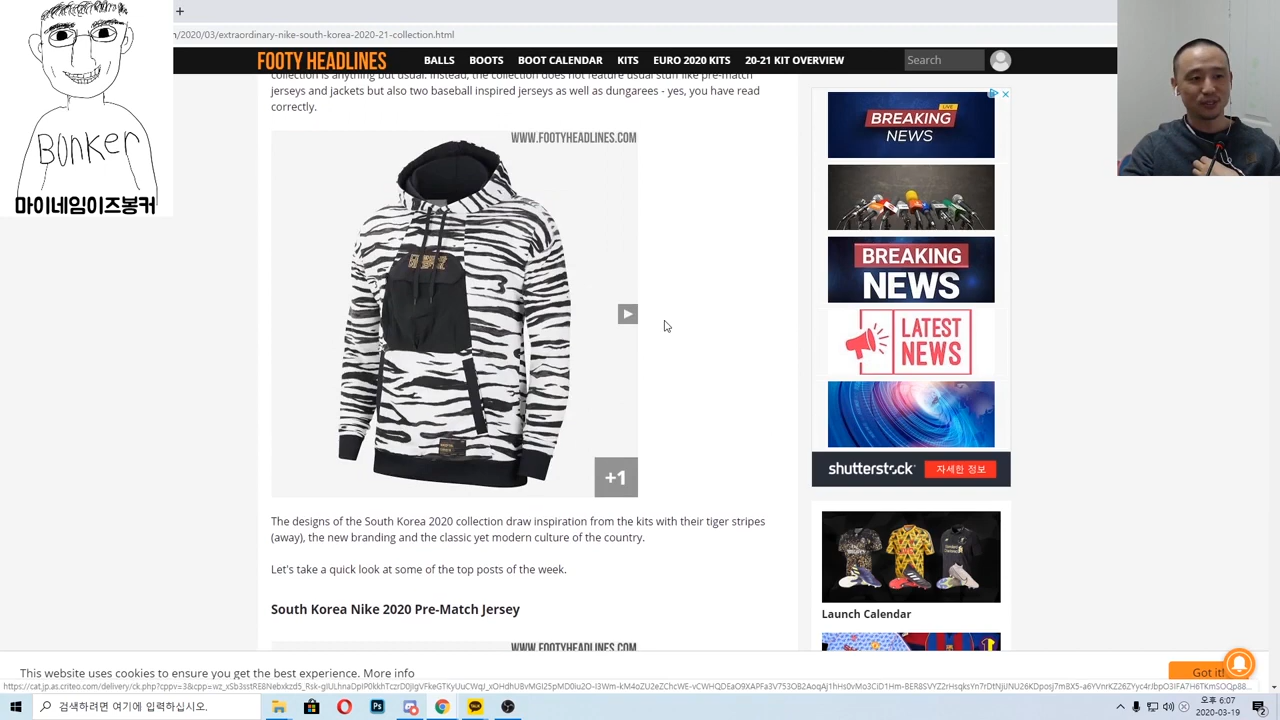 Bonker
마이네임이즈봉커
+
/2020/03/extraordinary-nike-south-korea-2020-21-collection.html
FOOTY HEADLINES
BALLS
BOOTS
BOOT CALENDAR
KITS
EURO 2020 KITS
20-21 KIT OVERVIEW
Search
collection is anything but usual. Instead, the collection does not feature usual stuff like pre-match
jerseys and jackets but also two baseball inspired jerseys as well as dungarees - yes, you have read
correctly.
WWW.FOOTYHEADLINES.COM
+1
LIVE
BREAKING
NEWS
BREAKING
NEWS
LATEST
NEWS
shutterstock
자세한 정보
The designs of the South Korea 2020 collection draw inspiration from the kits with their tiger stripes
(away), the new branding and the classic yet modern culture of the country.
Let's take a quick look at some of the top posts of the week.
South Korea Nike 2020 Pre-Match Jersey
WWW.FOOTYHEADLINES.COM
Launch Calendar
This website uses cookies to ensure you get the best experience. More info
Got it!
검색하려면 여기에 입력하십시오.
오후 6:07
2020-03-19